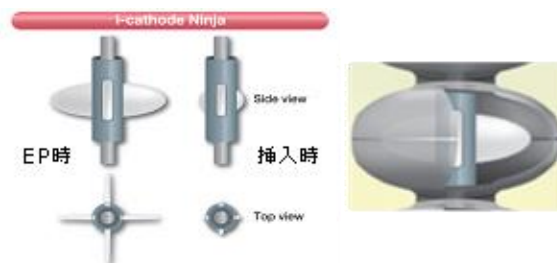 i-cathode Ninja
Side view
EP時
挿入時
Top view